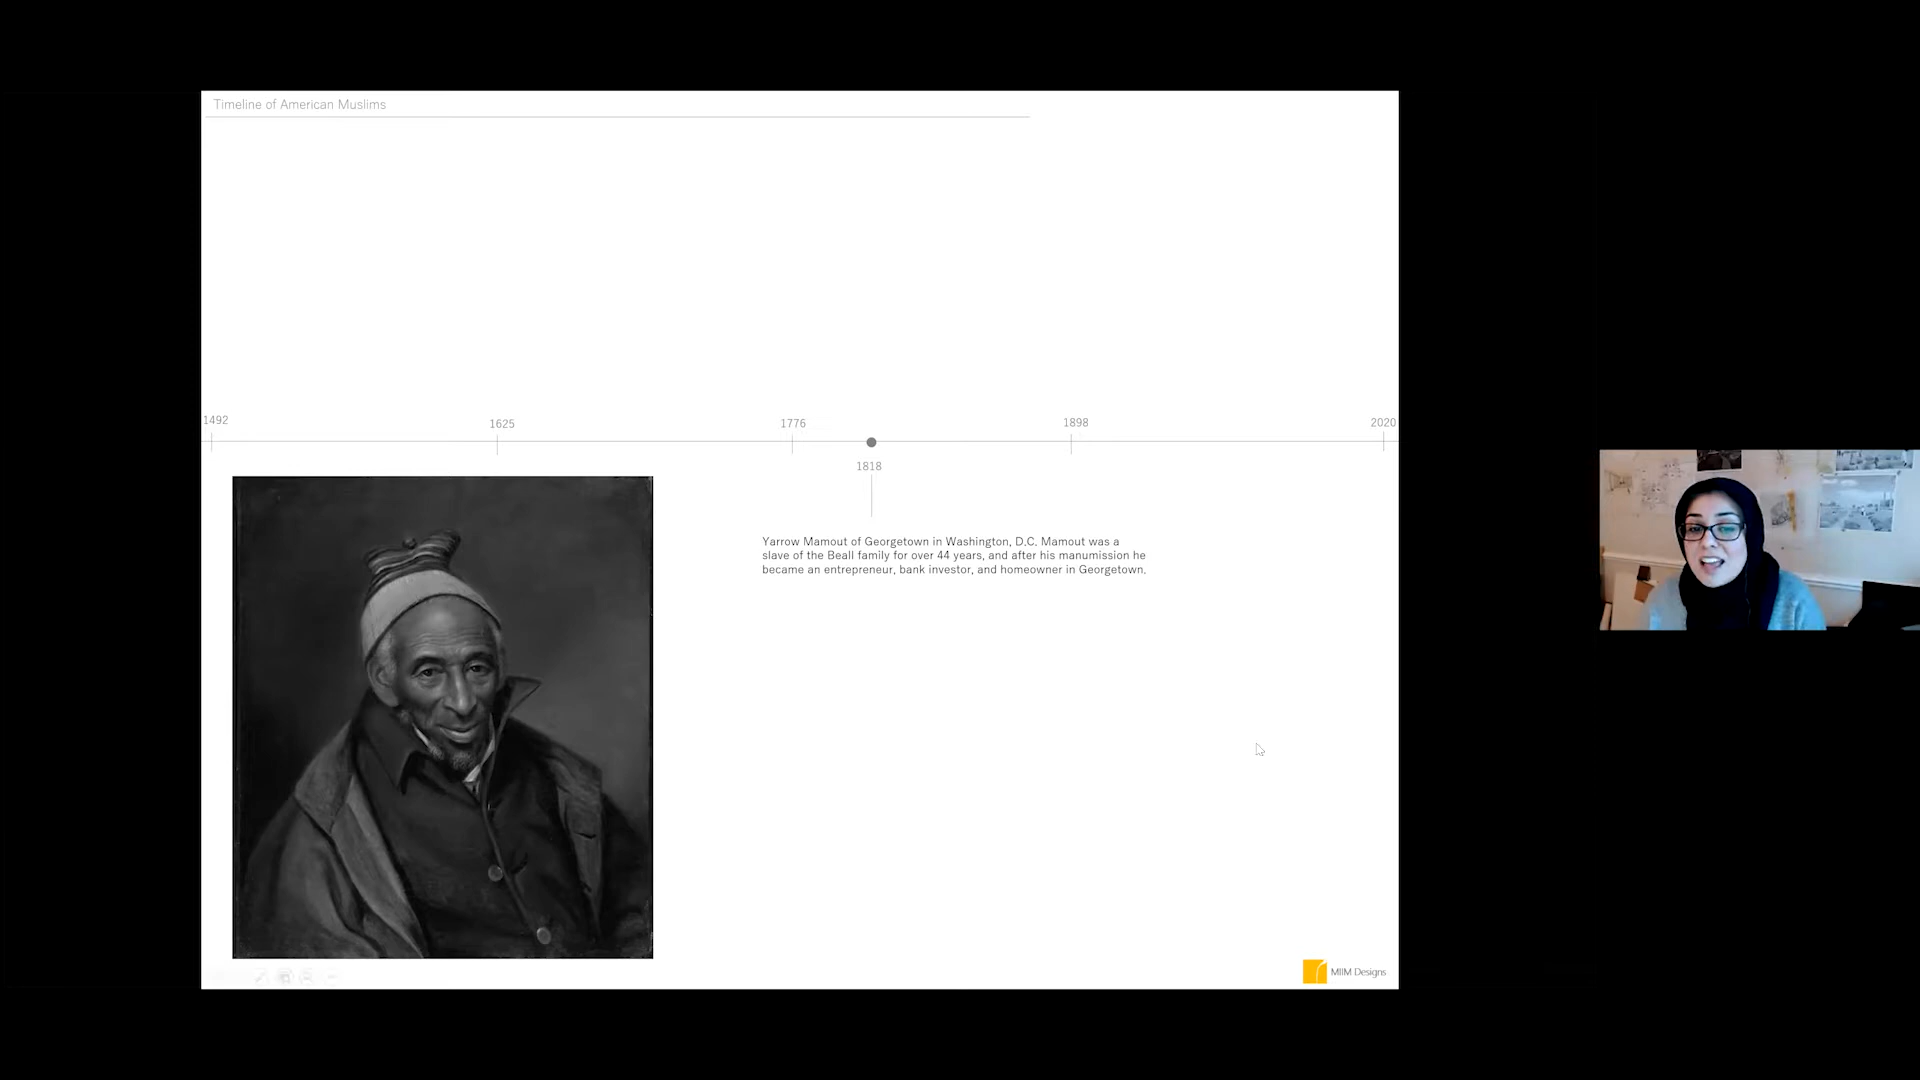 Timeline of American Muslims
1492
1625
1776
1898
2020
1818
Yarrow Mamout of Georgetown in Washington, D.C. Mamout was a
slave of the Beall family for over 44 years, and after his manumission he
became an entrepreneur, bank investor, and homeowner in Georgetown.
MIIM Designs